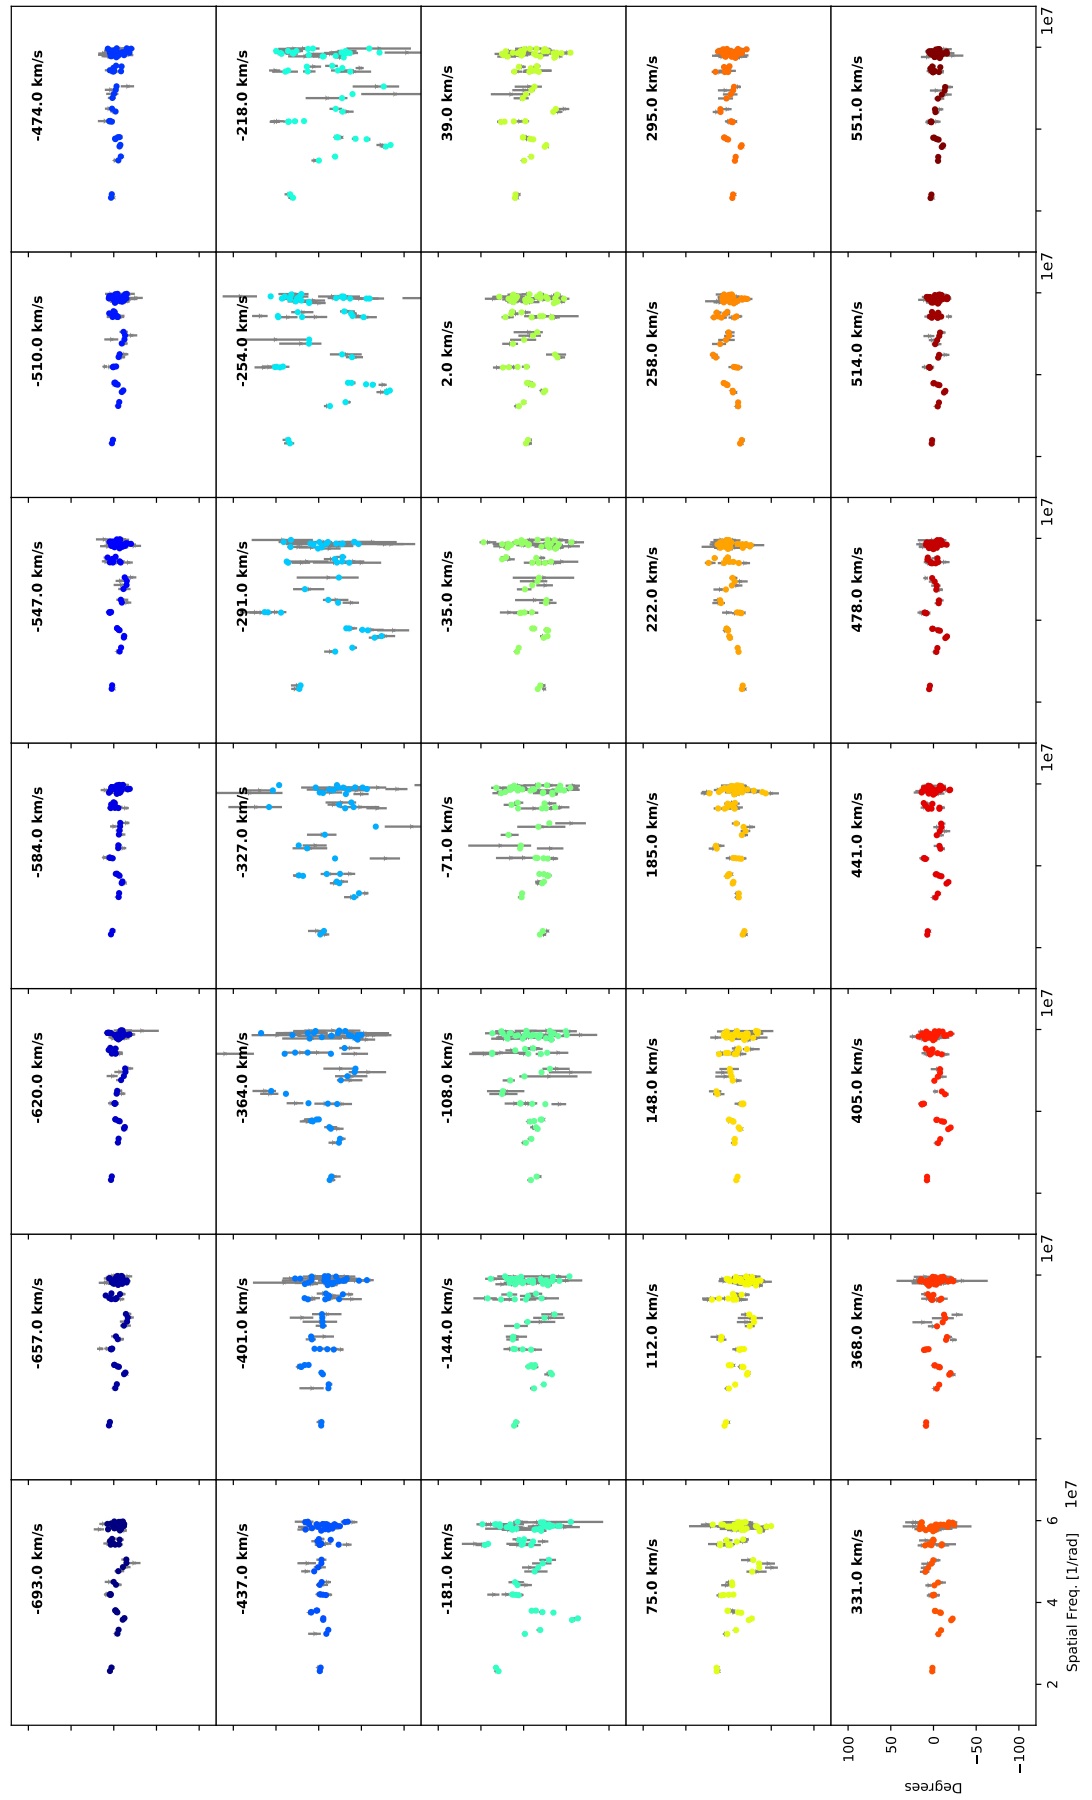 -693.0 km/s
-657.0 km/s
-620.0 km/s
-584.0 km/s
-547.0 km/s
-510.0 km/s
-474.0 km/s
-437.0 km/s
-401.0 km/s
-364.0 km/s
-327.0 km/s
-291.0 km/s
-254.0 km/s
-218.0 km/s
-181.0 km/s
-144.0 km/s
-108.0 km/s
-71.0 km/s
-35.0 km/s
2.0 km/s
39.0 km/s
75.0 km/s
112.0 km/s
148.0 km/s
185.0 km/s
222.0 km/s
258.0 km/s
295.0 km/s
331.0 km/s
368.0 km/s
405.0 km/s
441.0 km/s
478.0 km/s
514.0 km/s
551.0 km/s
100
50
0
−50
−100
Degrees
2
4
6
1e7
1e7
1e7
1e7
1e7
1e7
1e7
Spatial Freq. [1/rad]